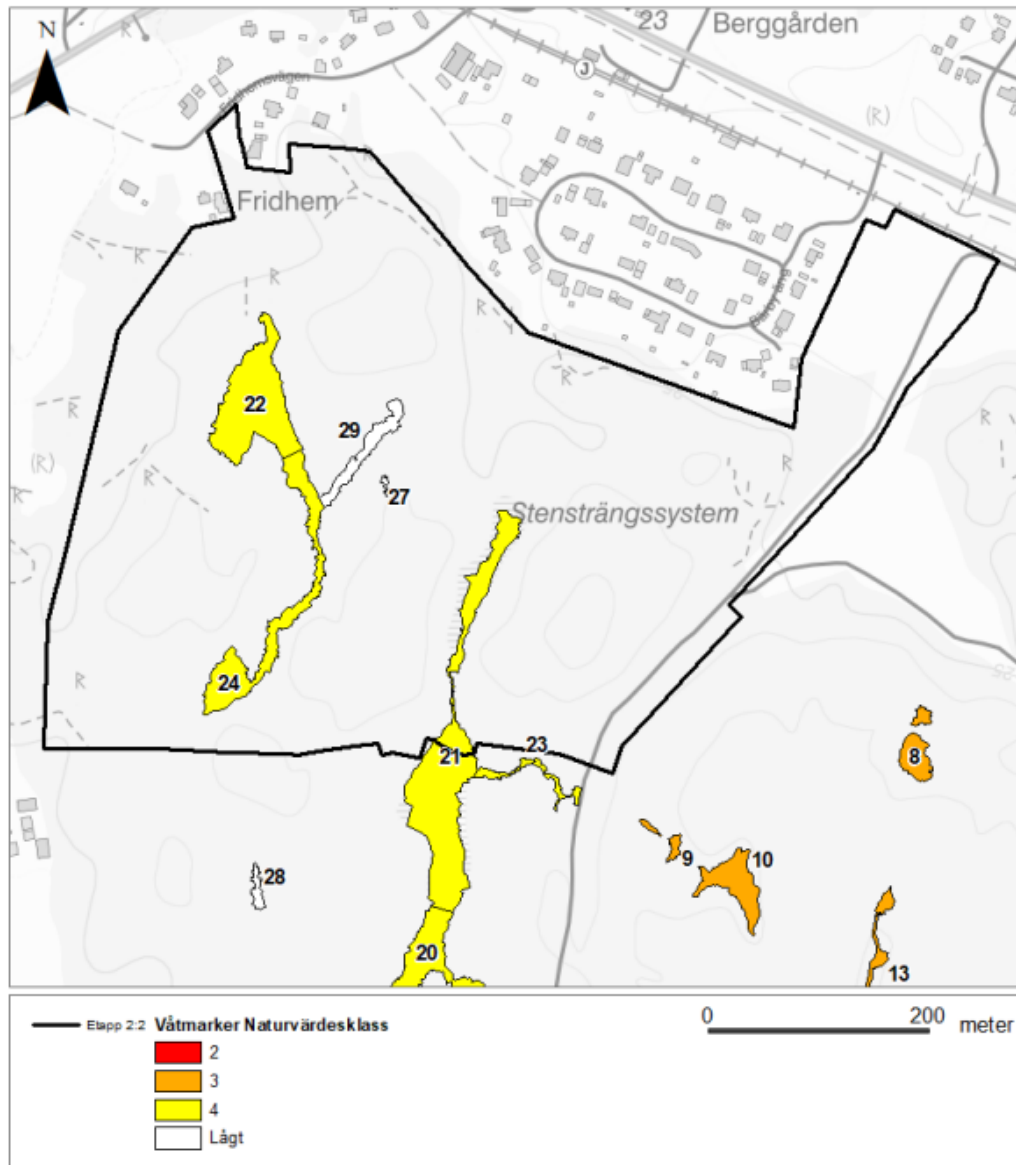 23 Berggården
N
R
J
(R)
Fridhem
R
22
29
(R)
R
R
R
R
27
Stensträngssystem
R
24
R
21
23
8
28
9
10
20
13
Etapp 2:2 Våtmarker Naturvärdesklass
0 200 meter
2
3
4
Lågt